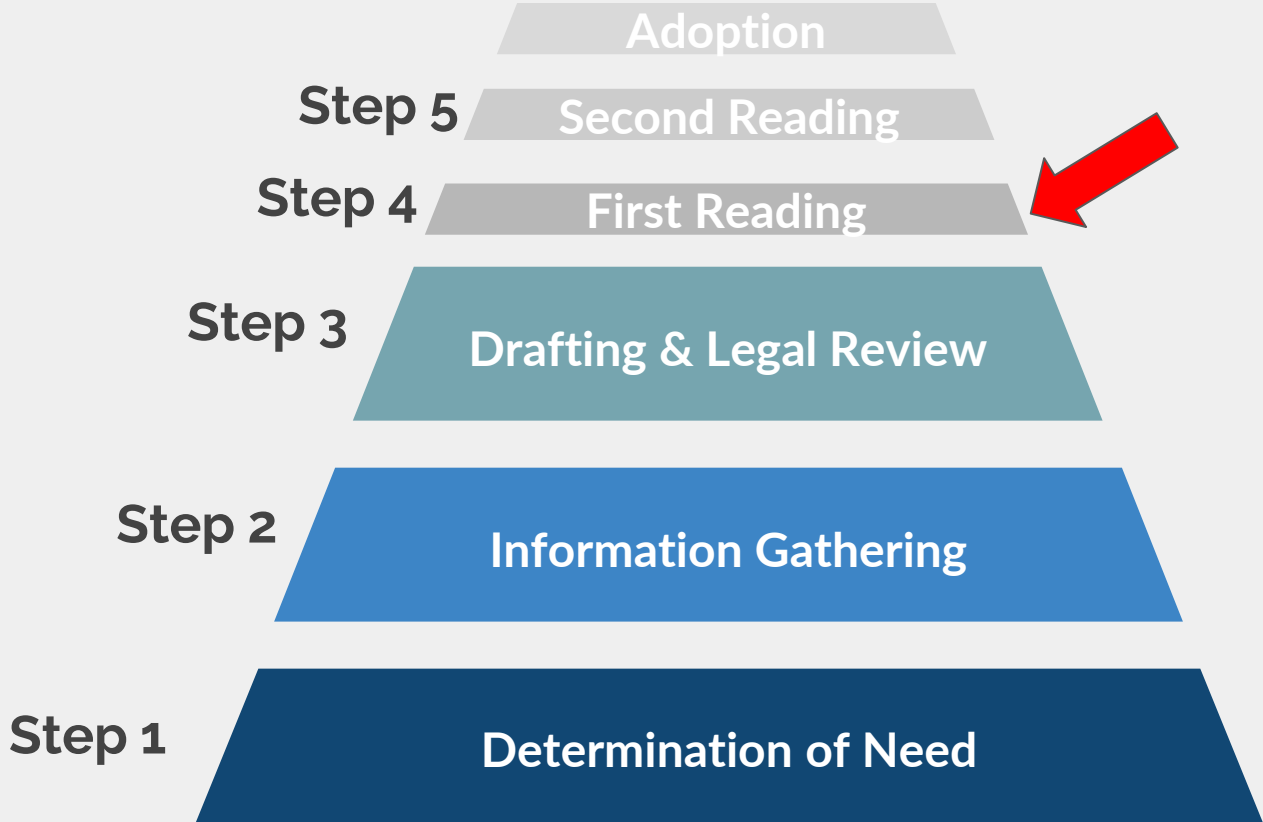 Adoption
Step 5 Second Reading
Step 4 First Reading
Step 3 Drafting & Legal Review
Step 2 Information Gathering
Step 1 Determination of Need